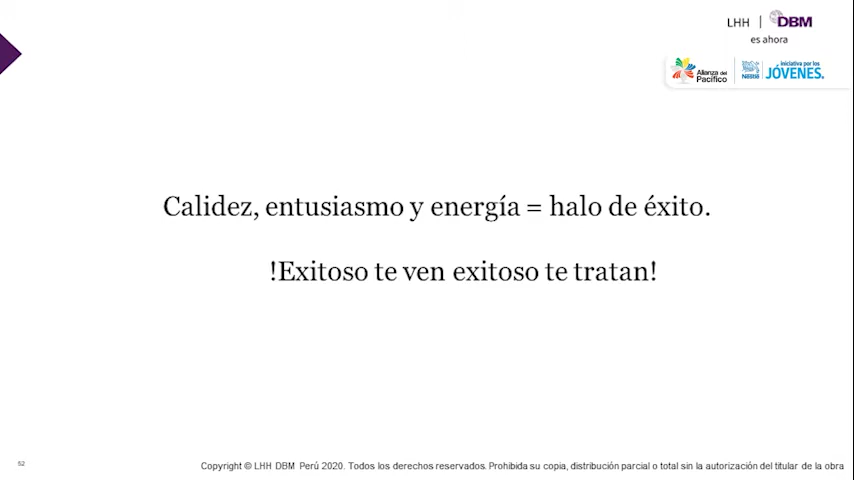 LHH | DBM
es ahora
Alianza del
Pacífico
Nestlé
iniciativa por los
JÓVENES.
Calidez, entusiasmo y energía = halo de éxito.
!Exitoso te ven exitoso te tratan!
52
Copyright © LHH DBM Perú 2020. Todos los derechos reservados. Prohibida su copia, distribución parcial o total sin la autorización del titular de la obra